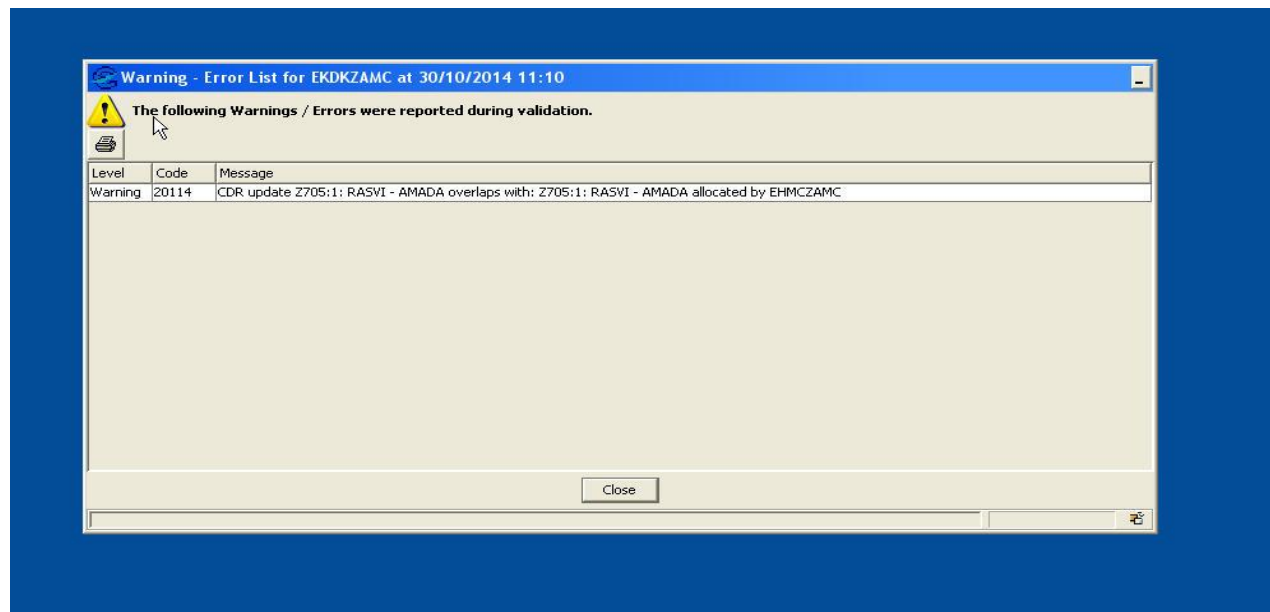 Warning - Error List for EKDKZAMC at 30/10/2014 11:10
The following Warnings / Errors were reported during validation.
Level Code Message
Warning 20114 CDR update Z705:1: RASVI - AMADA overlaps with: Z705:1: RASVI - AMADA allocated by EHMCZAMC
Close